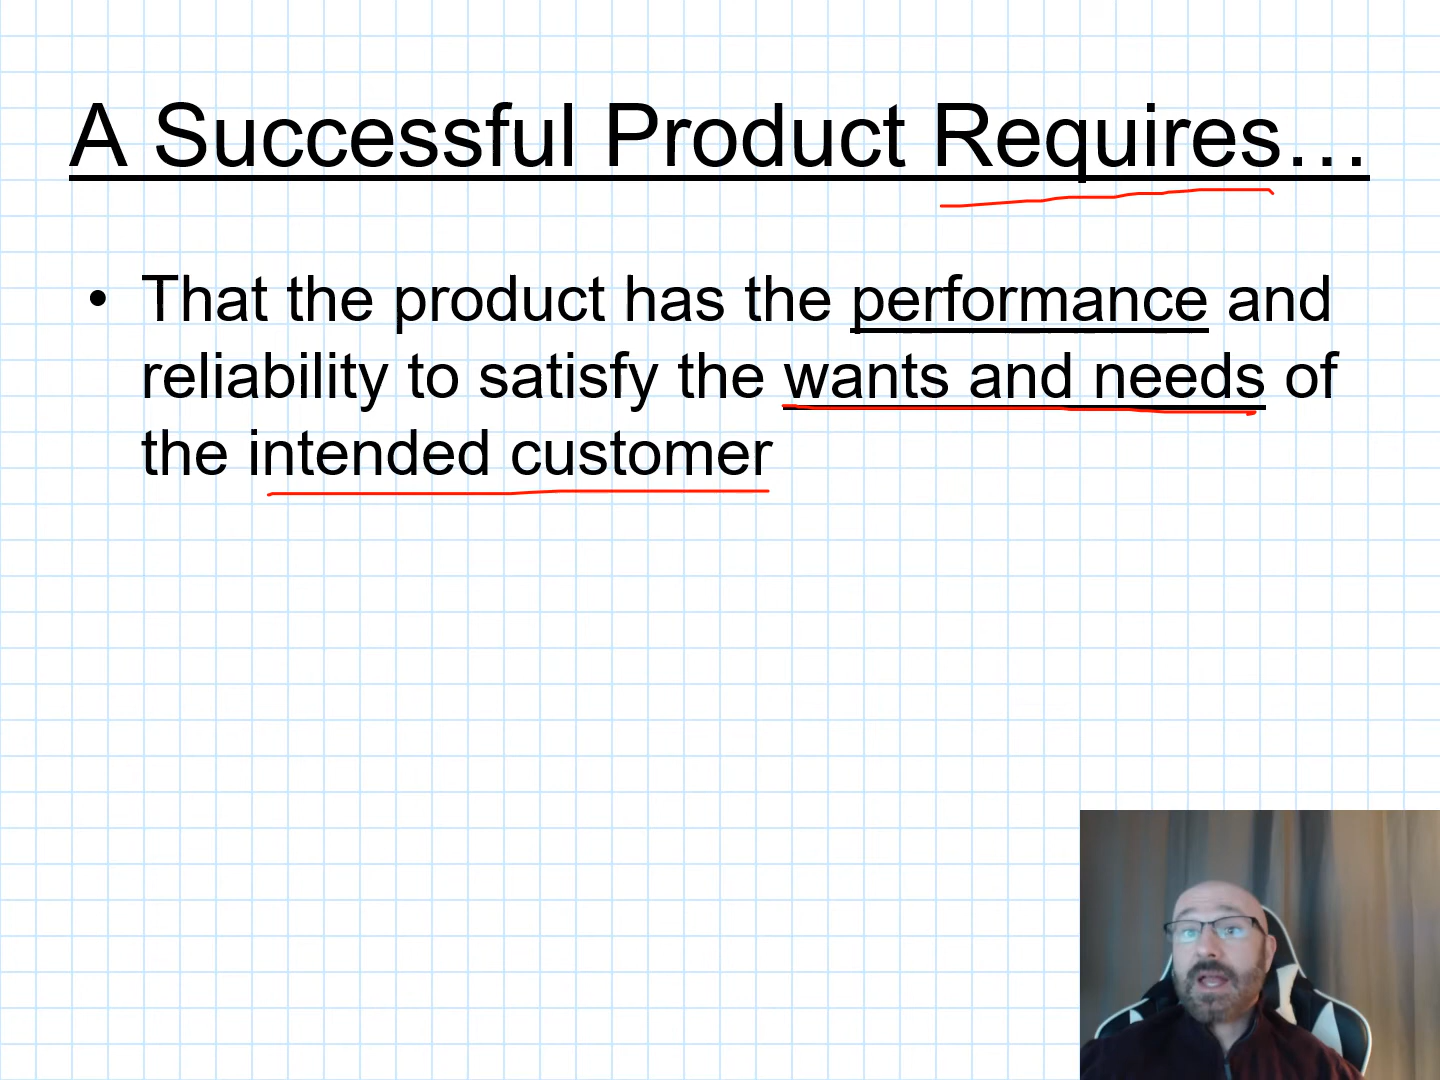 A Successful Product Requires…
• That the product has the performance and
reliability to satisfy the wants and needs of
the intended customer